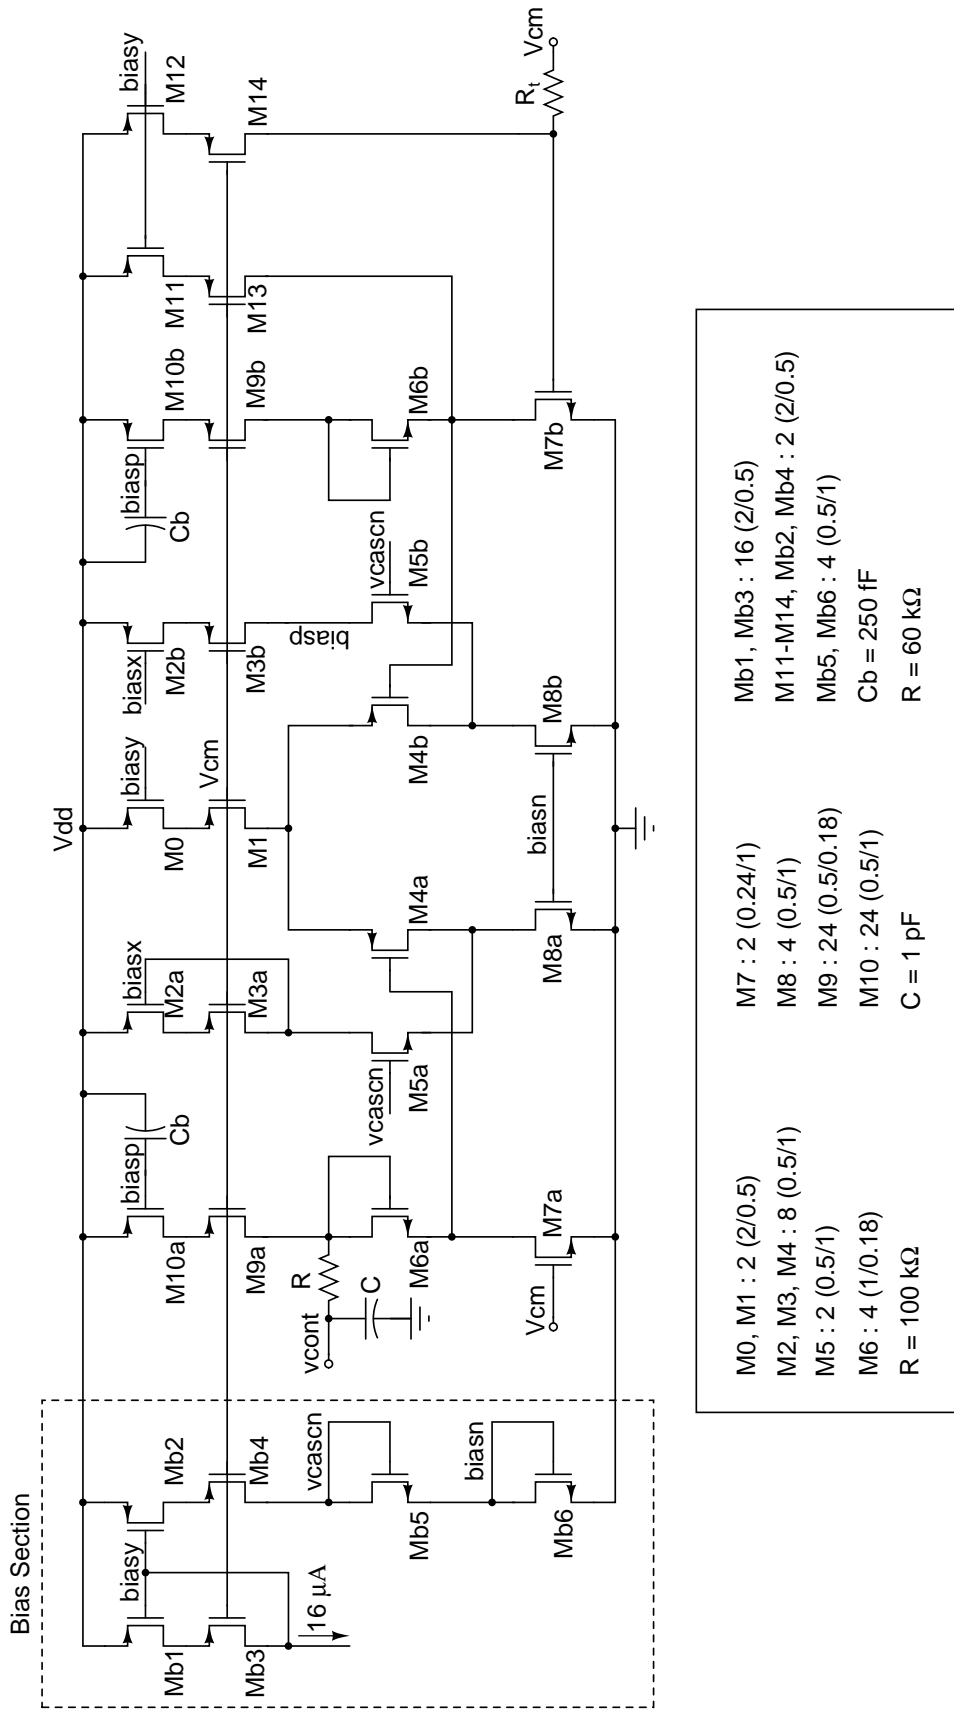 Bias Section
Vdd
Mb1
biasy
Mb2
Mb3
Mb4
16 μA
vcascn
Mb5
biasn
Mb6
biasp
Cb
M10a
M9a
R
vcont
C
M6a
Vcm
M7a
biasx
M2a
M3a
vcascn
M5a
M0
biasy
M1
Vcm
M4a
M4b
biasn
M8a
M8b
biasx
M2b
M3b
biasp
vcascn
M5b
Cb
biasp
M10b
M9b
M6b
M7b
M11
M13
biasy
M12
M14
Rt
Vcm
M0, M1 : 2 (2/0.5)
M2, M3, M4 : 8 (0.5/1)
M5 : 2 (0.5/1)
M6 : 4 (1/0.18)
R = 100 kΩ
M7 : 2 (0.24/1)
M8 : 4 (0.5/1)
M9 : 24 (0.5/0.18)
M10 : 24 (0.5/1)
C = 1 pF
Mb1, Mb3 : 16 (2/0.5)
M11-M14, Mb2, Mb4 : 2 (2/0.5)
Mb5, Mb6 : 4 (0.5/1)
Cb = 250 fF
R = 60 kΩ